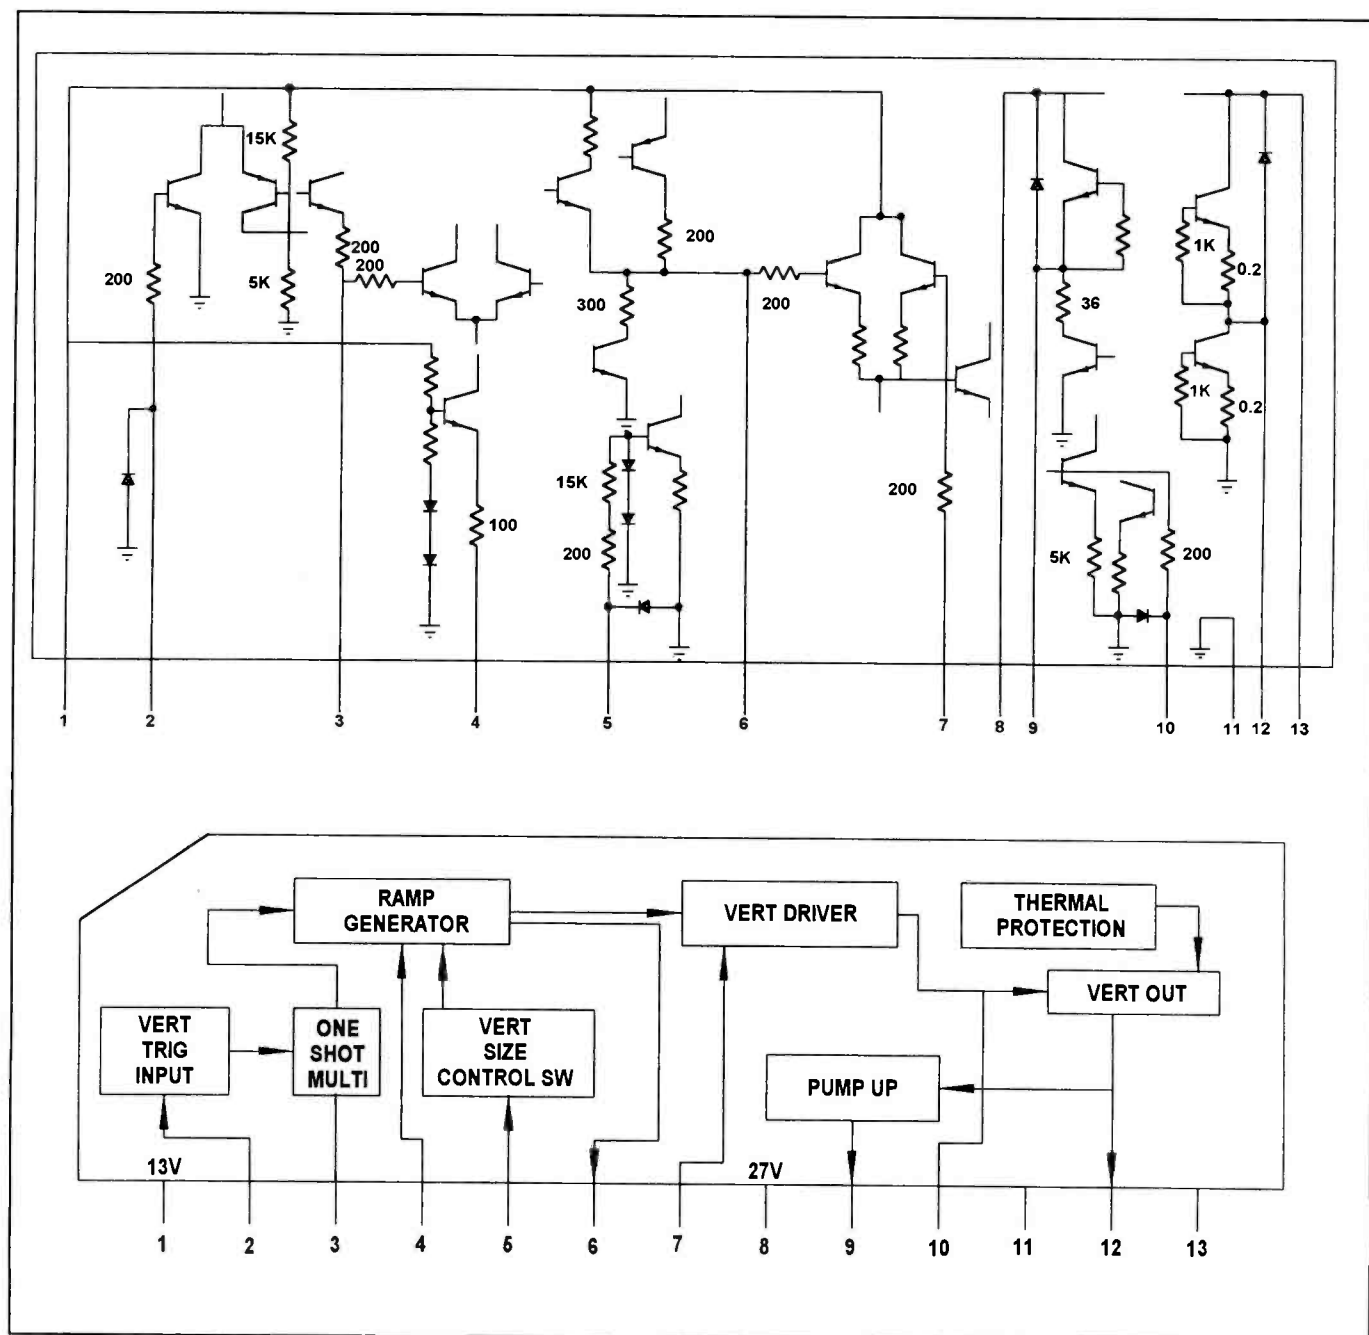 15K
200
200
200
5K
200
300
200
1K
0.2
36
1K
0.2
15K
200
100
200
5K
200
1 2 3 4 5 6 7 8 9 10 11 12 13
RAMP
GENERATOR
VERT DRIVER
THERMAL
PROTECTION
VERT OUT
VERT
TRIG
INPUT
ONE
SHOT
MULTI
VERT
SIZE
CONTROL SW
PUMP UP
13V
27V
1 2 3 4 5 6 7 8 9 10 11 12 13